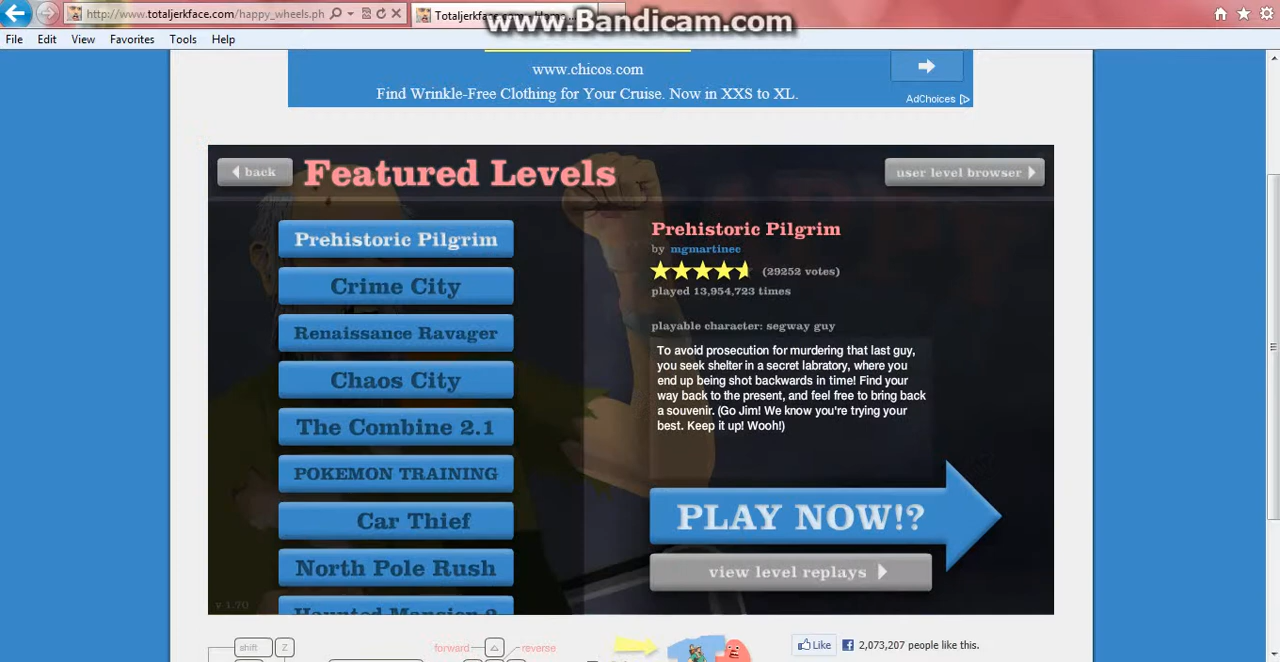 www.Bandicam.com
http://www.totaljerkface.com/happy_wheels.ph
File Edit View Favorites Tools Help
www.chicos.com
Find Wrinkle-Free Clothing for Your Cruise. Now in XXS to XL.
AdChoices
back
Featured Levels
user level browser
Prehistoric Pilgrim
Crime City
Renaissance Ravager
Chaos City
The Combine 2.1
POKEMON TRAINING
Car Thief
North Pole Rush
Haunted Mansion 2
v 1.70
Prehistoric Pilgrim
by mgmartinec
(29252 votes)
played 13,954,723 times
playable character: segway guy
To avoid prosecution for murdering that last guy,
you seek shelter in a secret labratory, where you
end up being shot backwards in time! Find your
way back to the present, and feel free to bring back
a souvenir. (Go Jim! We know you're trying your
best. Keep it up! Wooh!)
PLAY NOW!?
view level replays
shift Z
forward reverse
Like 2,073,207 people like this.